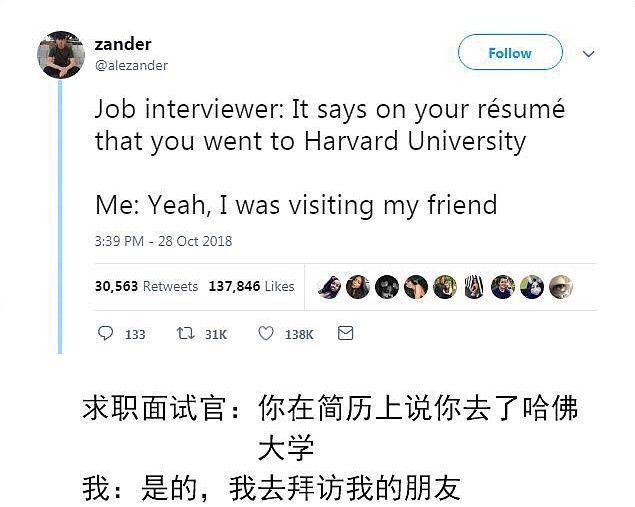 zander
@alezander
Follow
Job interviewer: It says on your résumé
that you went to Harvard University
Me: Yeah, I was visiting my friend
3:39 PM - 28 Oct 2018
30,563 Retweets 137,846 Likes
133 31K 138K
求职面试官：你在简历上说你去了哈佛
大学
我：是的，我去拜访我的朋友